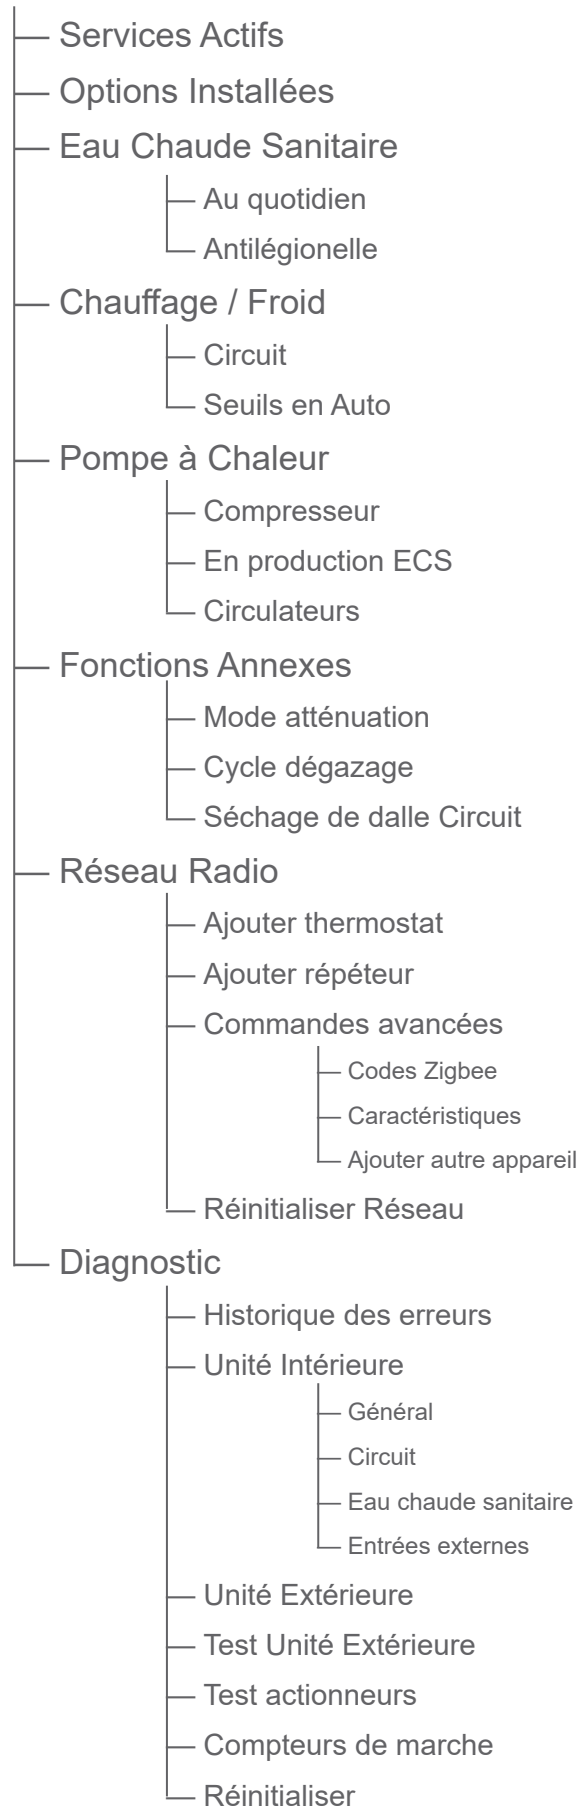 Services Actifs
Options Installées
Eau Chaude Sanitaire
Au quotidien
Antilégionelle
Chauffage / Froid
Circuit
Seuils en Auto
Pompe à Chaleur
Compresseur
En production ECS
Circulateurs
Fonctions Annexes
Mode atténuation
Cycle dégazage
Séchage de dalle Circuit
Réseau Radio
Ajouter thermostat
Ajouter répéteur
Commandes avancées
Codes Zigbee
Caractéristiques
Ajouter autre appareil
Réinitialiser Réseau
Diagnostic
Historique des erreurs
Unité Intérieure
Général
Circuit
Eau chaude sanitaire
Entrées externes
Unité Extérieure
Test Unité Extérieure
Test actionneurs
Compteurs de marche
Réinitialiser